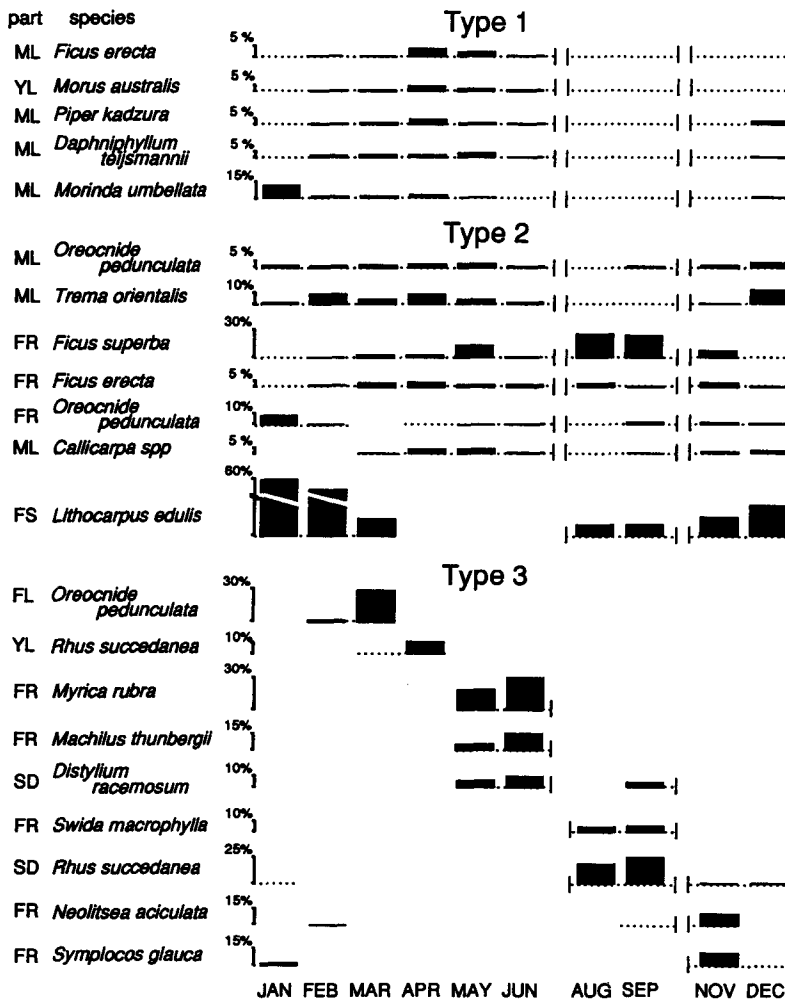 part species Type 1
5%
ML Ficus erecta
5%
YL Morus australis
5%
ML Piper kadzura
5%
ML Daphniphyllum
teijsmannii
15%
ML Morinda umbellata
Type 2
5%
ML Oreocnide
pedunculata
10%
ML Trema orientalis
30%
FR Ficus superba
5%
FR Ficus erecta
10%
FR Oreocnide
pedunculata
5%
ML Callicarpa spp
60%
FS Lithocarpus edulis
Type 3
30%
FL Oreocnide
pedunculata
10%
YL Rhus succedanea
30%
FR Myrica rubra
15%
FR Machilus thunbergii
10%
SD Distylium
racemosum
10%
FR Swida macrophylla
25%
SD Rhus succedanea
15%
FR Neolitsea aciculata
15%
FR Symplocos glauca
JAN FEB MAR APR MAY JUN AUG SEP NOV DEC